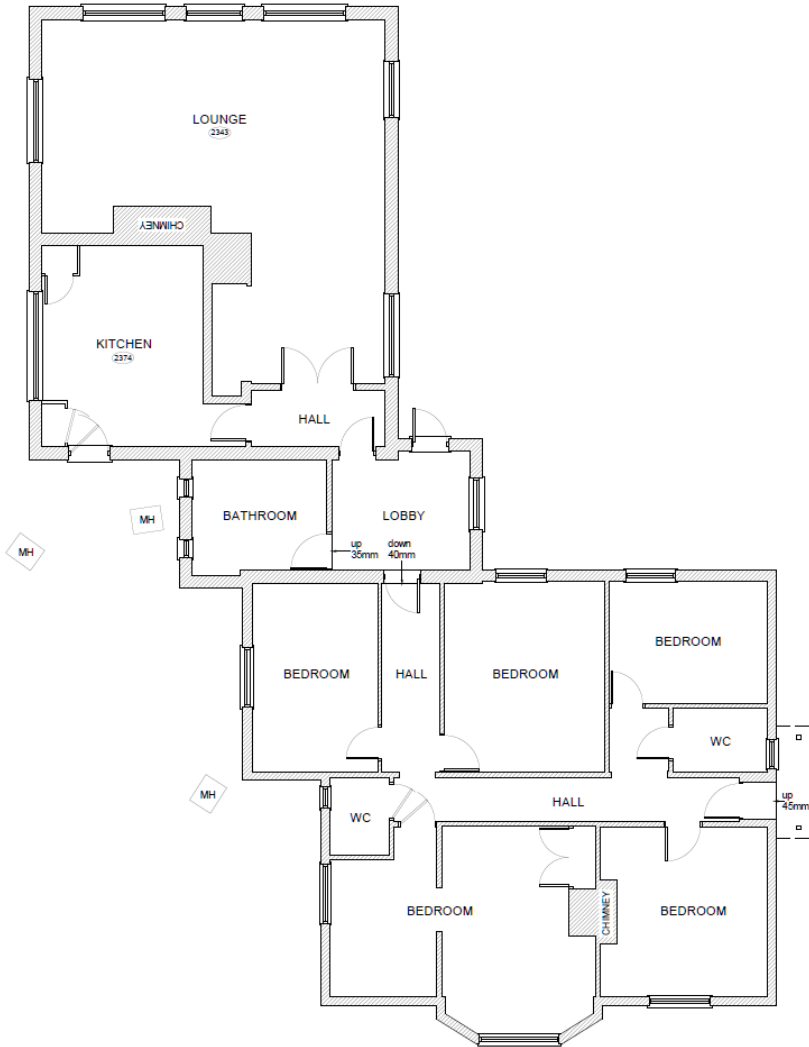 LOUNGE
2343
CHIMNEY
KITCHEN
2374
HALL
MH
MH
BATHROOM
LOBBY
up
35mm
down
40mm
BEDROOM
HALL
BEDROOM
BEDROOM
WC
MH
WC
HALL
up
45mm
BEDROOM
CHIMNEY
BEDROOM